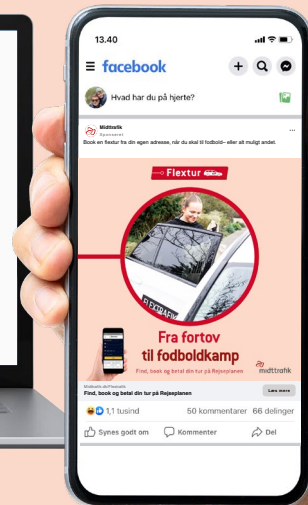 13.40
facebook
Hvad har du på hjerte?
Midttrafik
Sponseret
Book en flextur fra din egen adresse, når du skal til fodbold– eller alt muligt andet.
Flextur
FLEXTRAFIK
Fra fortov
til fodboldkamp
Find, book og betal din tur på Rejseplanen
midttrafik
Find, book og betal din tur på Rejseplanen
Læs mere
1,1 tusind
50 kommentarer 66 delinger
Synes godt om
Kommenter
Del